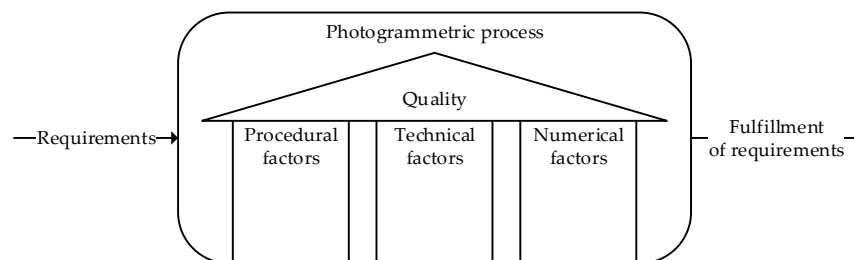 Photogrammetric process
Quality
Requirements
Procedural
factors
Technical
factors
Numerical
factors
Fulfillment
of requirements